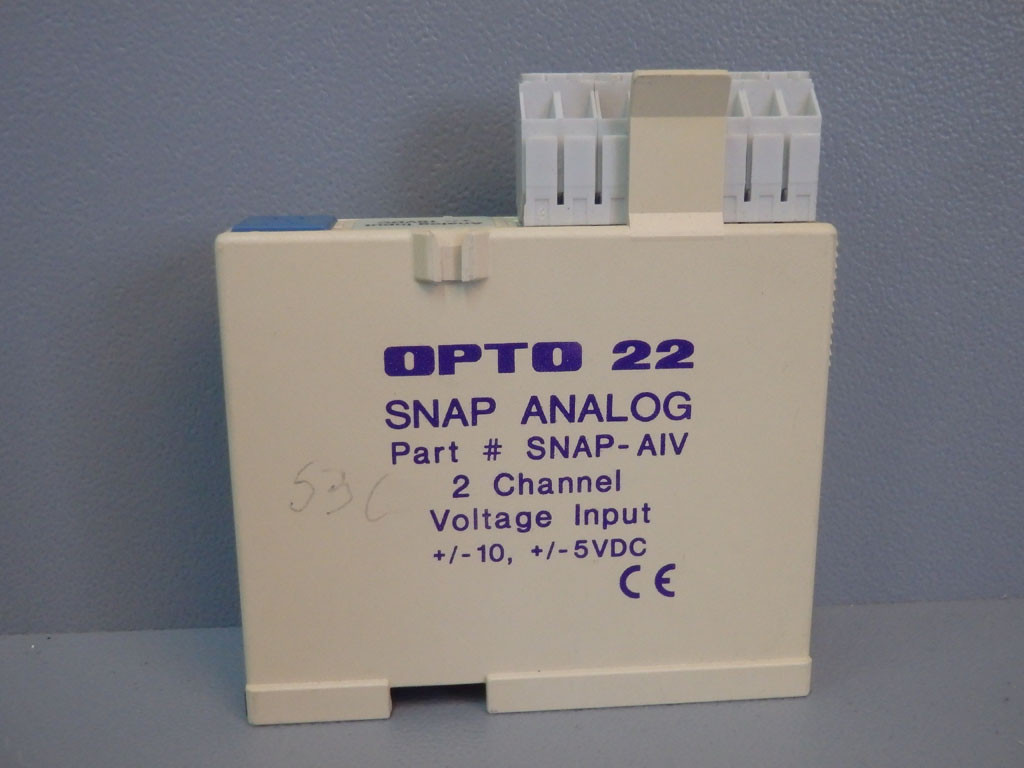 OPTO 22
SNAP ANALOG
Part # SNAP-AIV
2 Channel
Voltage Input
+/-10, +/-5VDC
CE
53C